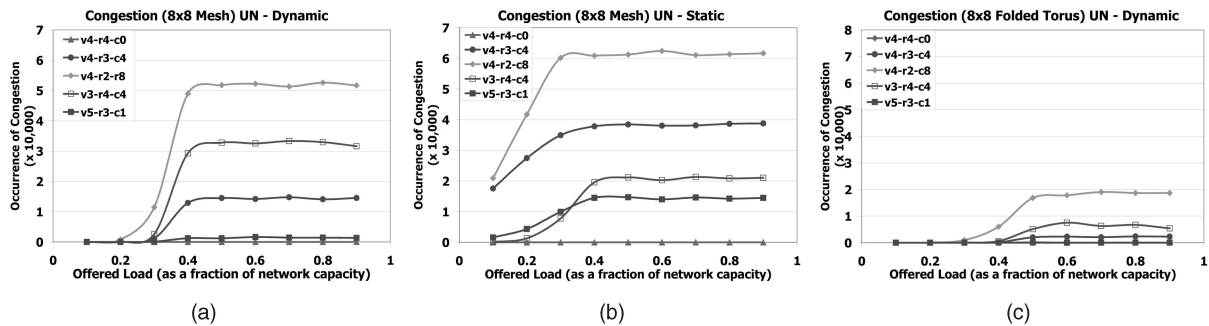 Congestion (8x8 Mesh) UN - Dynamic
7
6
5
4
3
2
1
0
Occurrence of Congestion
(x 10,000)
v4-r4-c0
v4-r3-c4
v4-r2-r8
v3-r4-c4
v5-r3-c1
0 0.2 0.4 0.6 0.8 1
Offered Load (as a fraction of network capacity)
(a)
Congestion (8x8 Mesh) UN - Static
7
6
5
4
3
2
1
0
Occurrence of Congestion
(x 10,000)
v4-r4-c0
v4-r3-c4
v4-r2-c8
v3-r4-c4
v5-r3-c1
0 0.2 0.4 0.6 0.8 1
Offered Load (as a fraction of network capacity)
(b)
Congestion (8x8 Folded Torus) UN - Dynamic
8
7
6
5
4
3
2
1
0
Occurrence of Congestion
(x 10,000)
v4-r4-c0
v4-r3-c4
v4-r2-c8
v3-r4-c4
v5-r3-c1
0 0.2 0.4 0.6 0.8 1
Offered Load (as a fraction of network capacity)
(c)